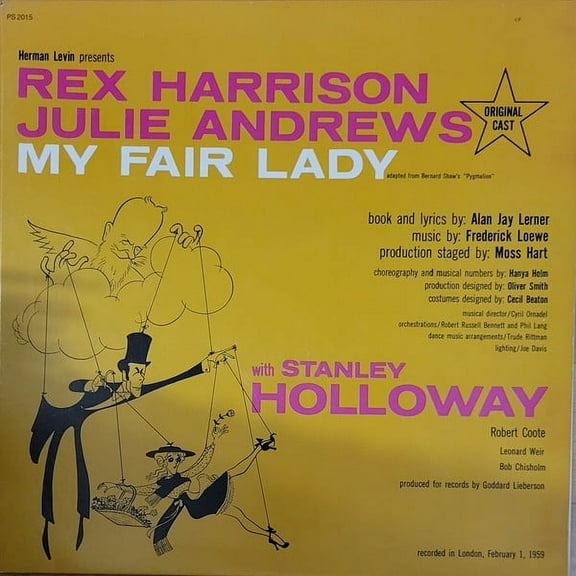 PS 2015
Herman Levin presents
REX HARRISON
JULIE ANDREWS
ORIGINAL
CAST
MY FAIR LADY
adapted from Bernard Shaw's "Pygmalion"
book and lyrics by: Alan Jay Lerner
music by: Frederick Loewe
production staged by: Moss Hart
choreography and musical numbers by: Hanya Holm
production designed by: Oliver Smith
costumes designed by: Cecil Beaton
musical director/Cyril Ornadel
orchestrations/Robert Russell Bennett and Phil Lang
dance music arrangements/Trude Rittman
lighting/Joe Davis
with STANLEY
HOLLOWAY
Robert Coote
Leonard Weir
Bob Chisholm
produced for records by Goddard Lieberson
recorded in London, February 1, 1959